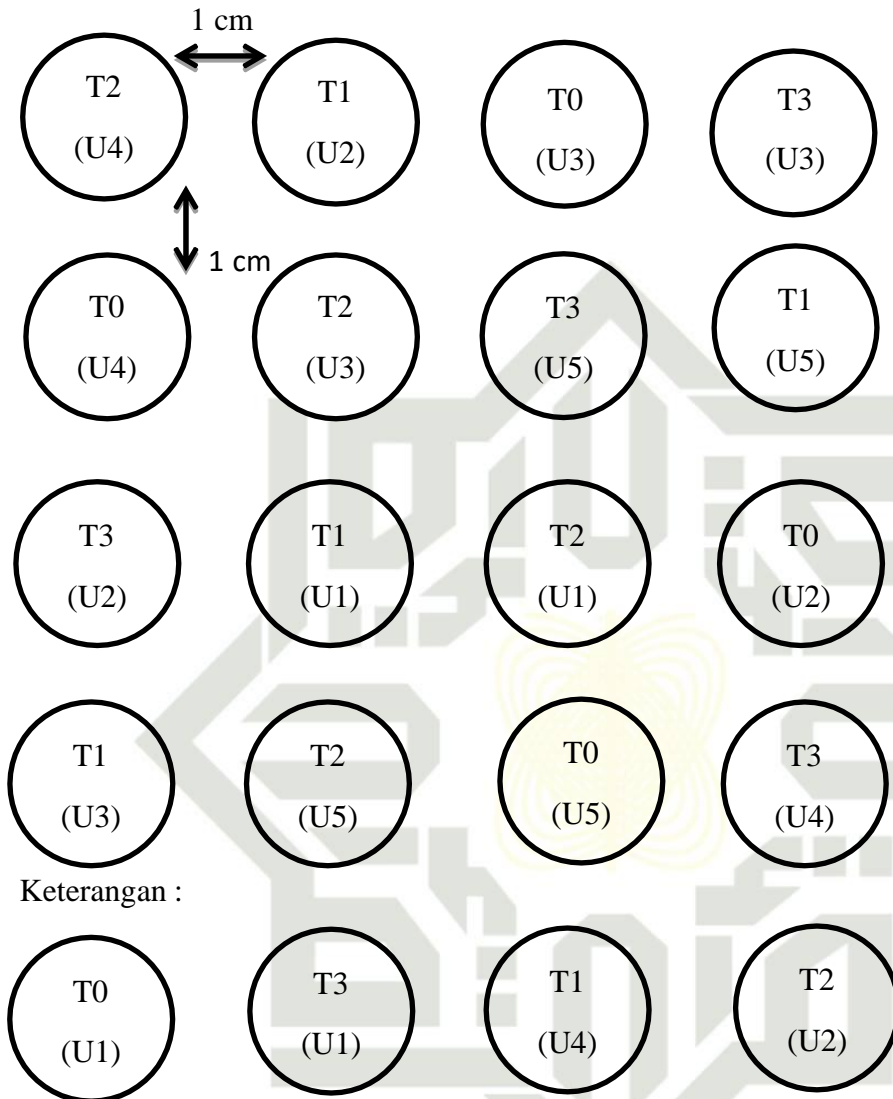 1 cm
T2 T1 T0 T3
(U4) (U2) (U3) (U3)
1 cm
T0 T2 T3 T1
(U4) (U3) (U5) (U5)
T3 T1 T2 T0
(U2) (U1) (U1) (U2)
T1 T2 T0 T3
(U3) (U5) (U5) (U4)
Keterangan :
T0 T3 T1 T2
(U1) (U1) (U4) (U2)